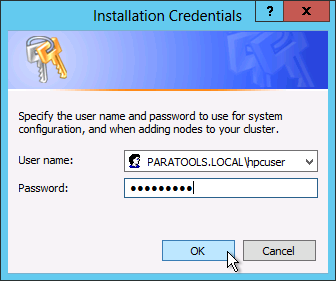 Installation Credentials
? x
Specify the user name and password to use for system
configuration, and when adding nodes to your cluster.
User name: PARATOOLS.LOCAL\hpcuser
Password: ●●●●●●●●●
OK Cancel